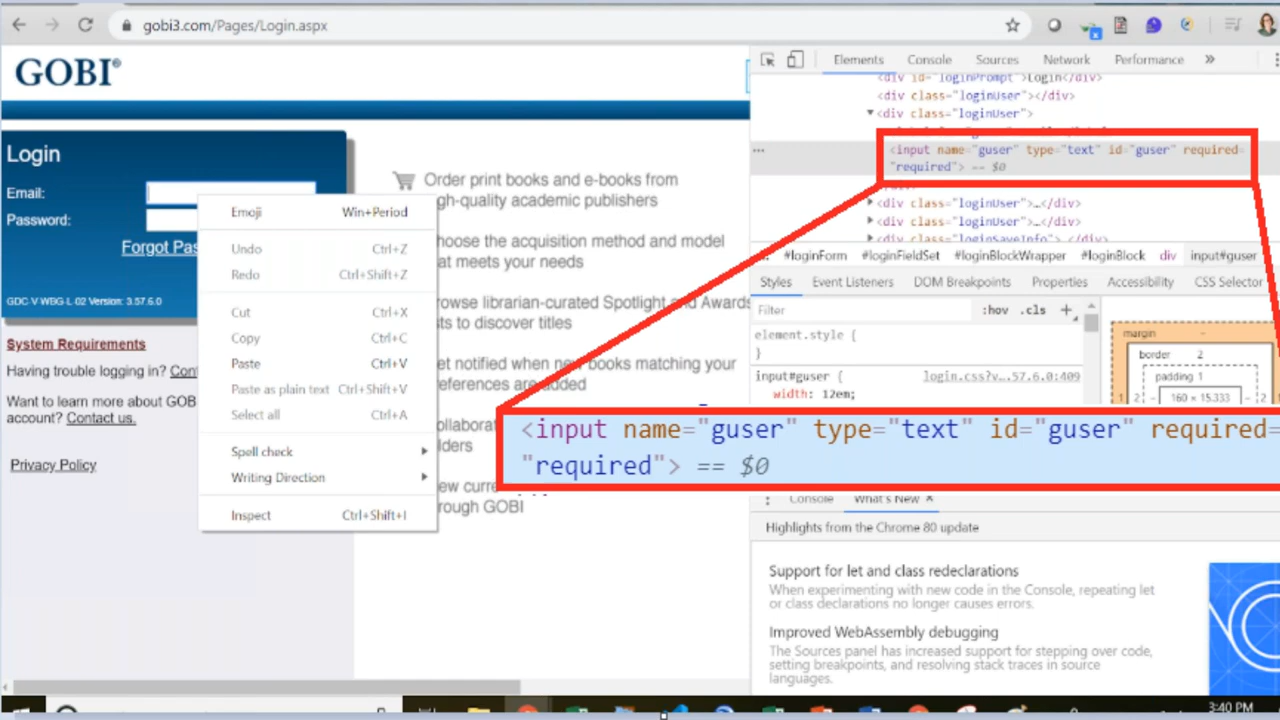 gobi3.com/Pages/Login.aspx
GOBI®
Login
Email:
Password:
Forgot Pas
GDC-V WBG-L-02 Version: 3.57.6.0
System Requirements
Having trouble logging in? Cont
Want to learn more about GOB
account? Contact us.
Privacy Policy
Emoji Win+Period
Undo Ctrl+Z
Redo Ctrl+Shift+Z
Cut Ctrl+X
Copy Ctrl+C
Paste Ctrl+V
Paste as plain text Ctrl+Shift+V
Select all Ctrl+A
Spell check
Writing Direction
Inspect Ctrl+Shift+I
Order print books and e-books from
gh-quality academic publishers
hoose the acquisition method and model
at meets your needs
rowse librarian-curated Spotlight and Awards
ts to discover titles
et notified when new books matching your
eferences are added
ollaborat
lders
ew curre
rough GOBI
Elements Console Sources Network Performance »
<div id="loginPrompt">Login</div>
<div class="loginUser"></div>
<div class="loginUser">
<input name="guser" type="text" id="guser" required=
"required"> == $0
<div class="loginUser">…</div>
<div class="loginUser">…</div>
<div class="loginSaveInfo"> </div>
#loginForm #loginFieldSet #loginBlockWrapper #loginBlock div input#guser
Styles Event Listeners DOM Breakpoints Properties Accessibility CSS Selector
Filter :hov .cls +
element.style {
}
input#guser { login.css?v….57.6.0:409
width: 12em;
margin -
border 2
padding 1
2 - 160 × 15.333 - 2
<input name="guser" type="text" id="guser" required=
"required"> == $0
Console What's New ×
Highlights from the Chrome 80 update
Support for let and class redeclarations
When experimenting with new code in the Console, repeating let
or class declarations no longer causes errors.
Improved WebAssembly debugging
The Sources panel has increased support for stepping over code,
setting breakpoints, and resolving stack traces in source
languages.
3:40 PM